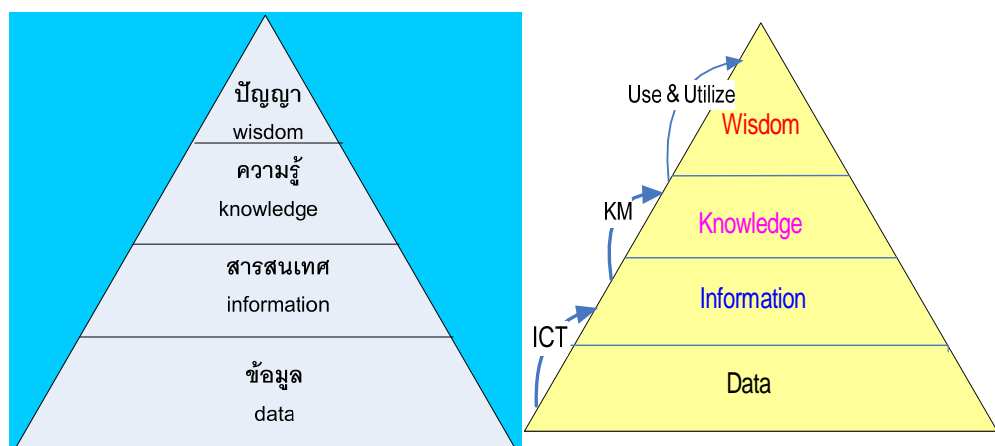 ปัญญา
wisdom
ความรู้
knowledge
สารสนเทศ
information
ข้อมูล
data
Use & Utilize
Wisdom
KM
Knowledge
Information
ICT
Data